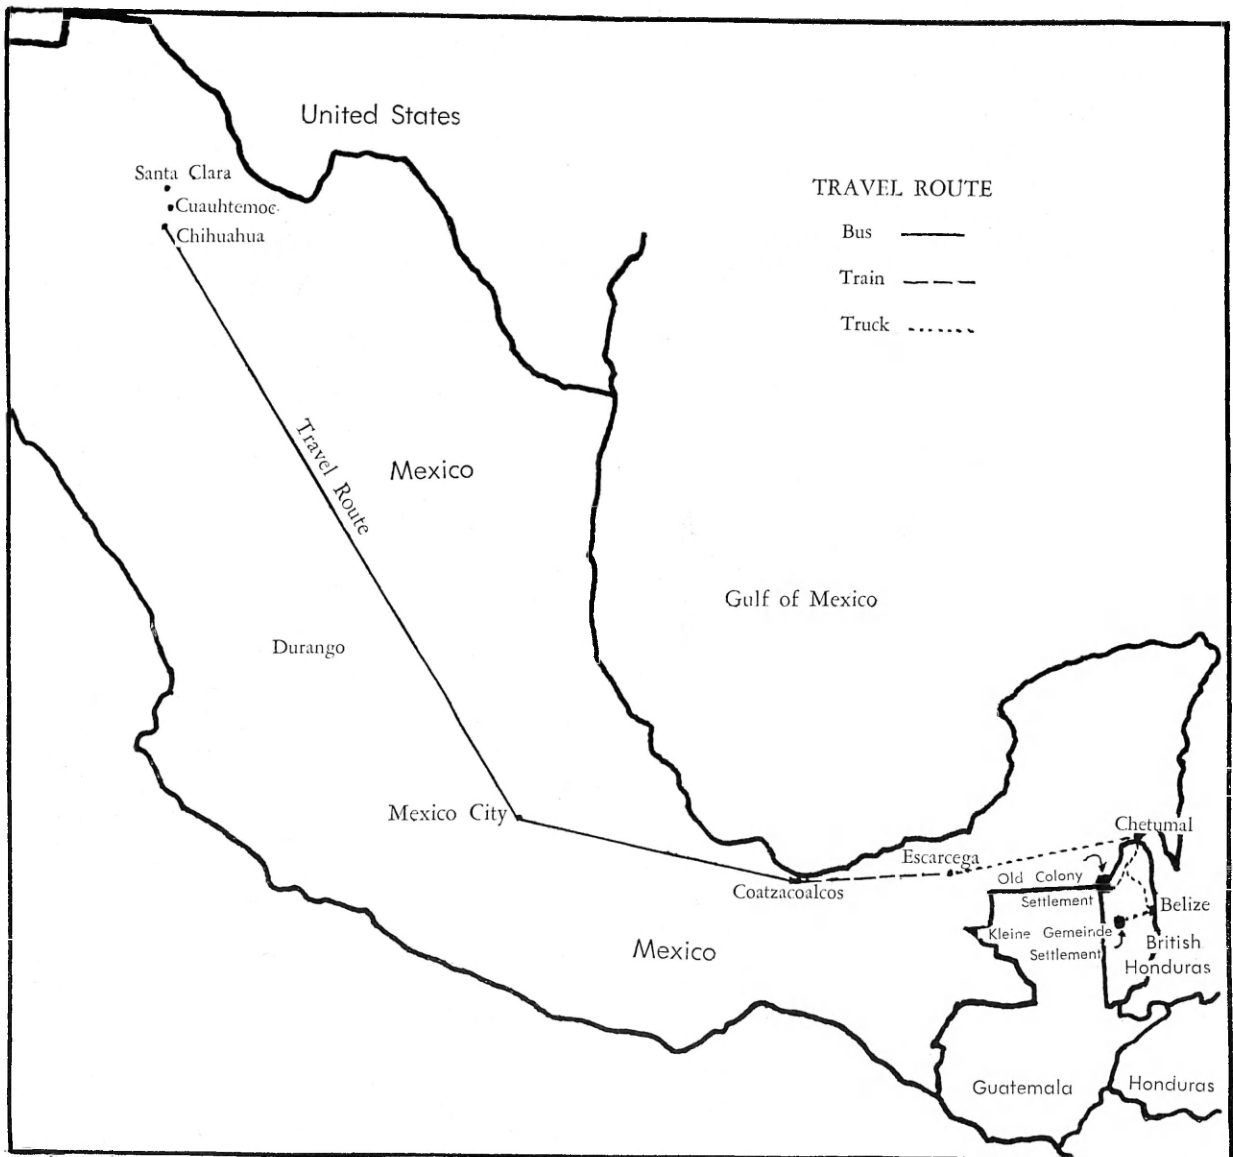 United States
Santa Clara
Cuauhtemoc
Chihuahua
TRAVEL ROUTE
Bus
Train
Truck
Travel Route
Mexico
Gulf of Mexico
Durango
Mexico City
Chetumal
Escarcega
Coatzacoalcos
Old Colony
Settlement
Belize
Kleine Gemeinde
Settlement
British
Honduras
Mexico
Guatemala
Honduras